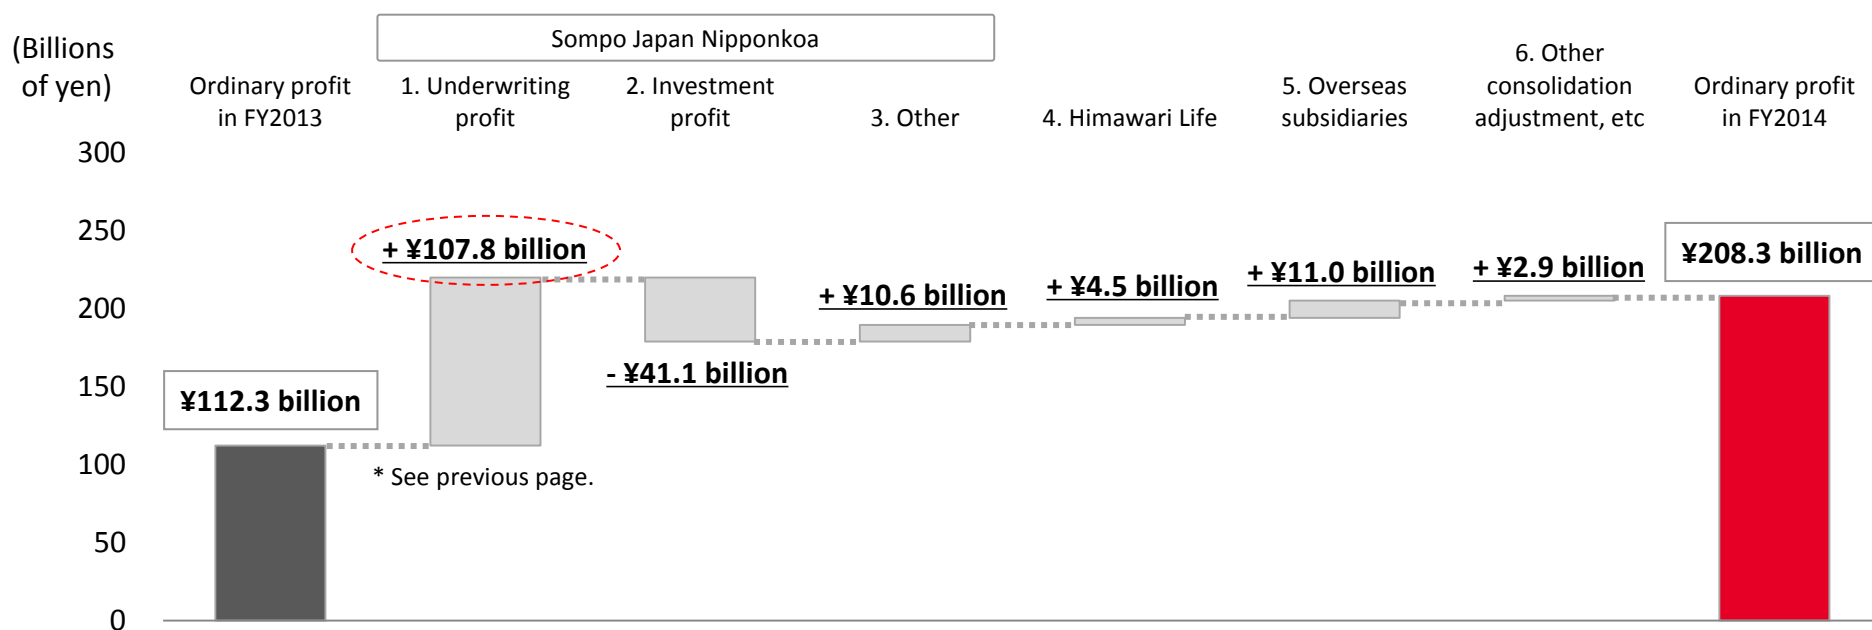 (Billions
of yen)
Sompo Japan Nipponkoa
Ordinary profit
in FY2013
1. Underwriting
profit
2. Investment
profit
3. Other
4. Himawari Life
5. Overseas
subsidiaries
6. Other
consolidation
adjustment, etc
Ordinary profit
in FY2014
300
250
200
150
100
50
0
¥112.3 billion
+ ¥107.8 billion
* See previous page.
- ¥41.1 billion
+ ¥10.6 billion
+ ¥4.5 billion
+ ¥11.0 billion
+ ¥2.9 billion
¥208.3 billion